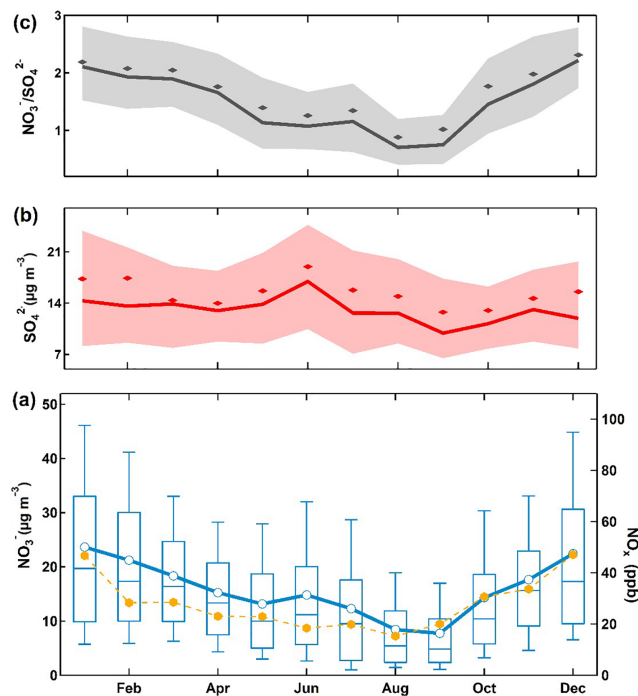 (c)
3
2
1
NO₃⁻/SO₄²⁻
(b)
21
14
7
SO₄²⁻(µg m⁻³)
(a)
50
40
30
20
10
0
NO₃⁻(µg m⁻³)
100
80
60
40
20
0
NOₓ (ppb)
Feb Apr Jun Aug Oct Dec